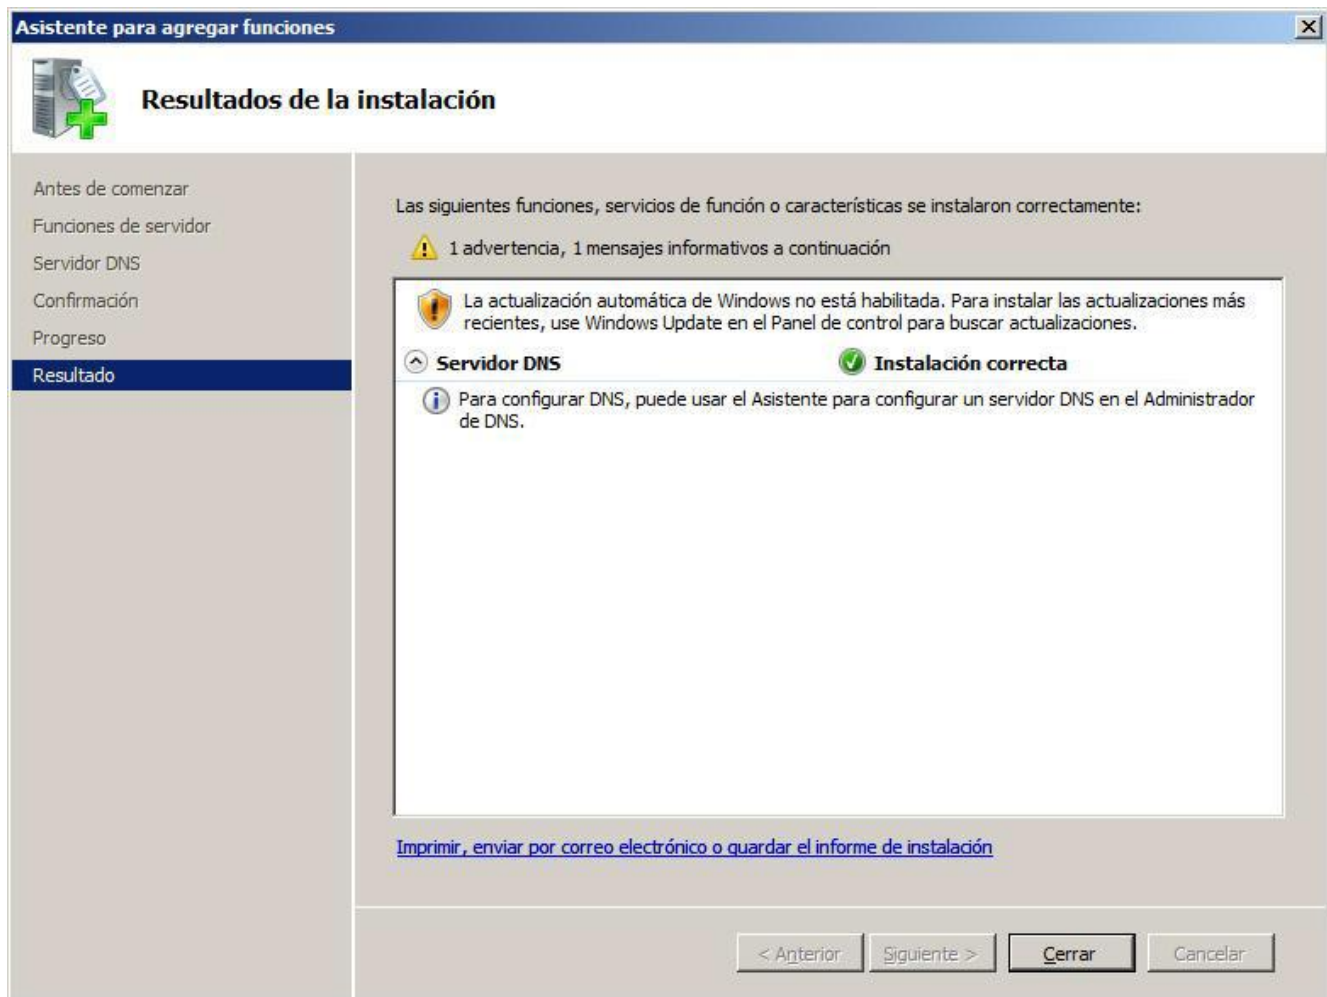 Asistente para agregar funciones
Resultados de la instalación
Antes de comenzar
Funciones de servidor
Servidor DNS
Confirmación
Progreso
Resultado
Las siguientes funciones, servicios de función o características se instalaron correctamente:
1 advertencia, 1 mensajes informativos a continuación
La actualización automática de Windows no está habilitada. Para instalar las actualizaciones más
recientes, use Windows Update en el Panel de control para buscar actualizaciones.
Servidor DNS Instalación correcta
Para configurar DNS, puede usar el Asistente para configurar un servidor DNS en el Administrador
de DNS.
Imprimir, enviar por correo electrónico o guardar el informe de instalación
< Anterior Siguiente > Cerrar Cancelar